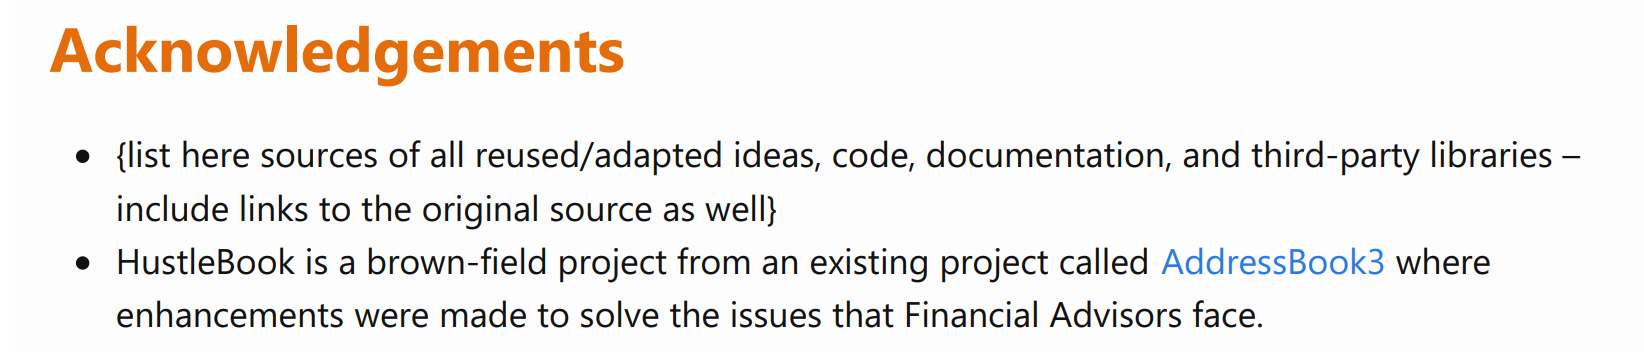 Acknowledgements
• {list here sources of all reused/adapted ideas, code, documentation, and third-party libraries –
include links to the original source as well}
• HustleBook is a brown-field project from an existing project called AddressBook3 where
enhancements were made to solve the issues that Financial Advisors face.